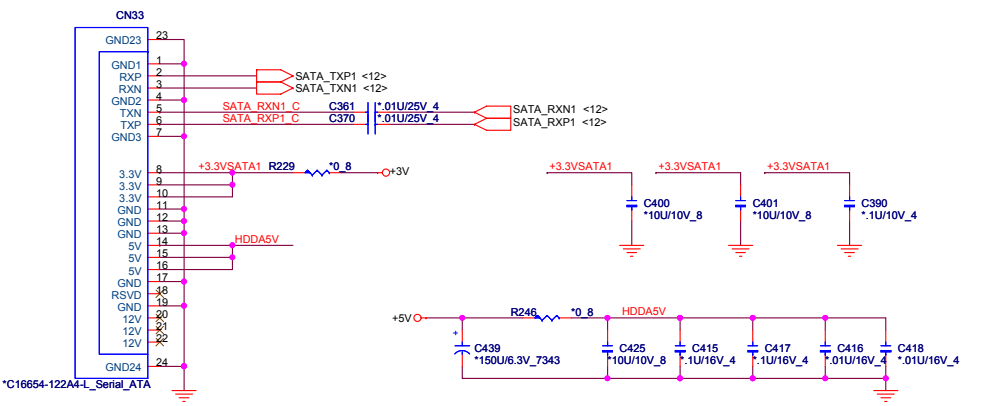 CN33
GND23 23
GND1 1
RXP 2 SATA_TXP1 <12>
RXN 3 SATA_TXN1 <12>
GND2 4
TXN 5 SATA_RXN1_C C361 *.01U/25V_4 SATA_RXN1 <12>
TXP 6 SATA_RXP1_C C370 *.01U/25V_4 SATA_RXP1 <12>
GND3 7
3.3V 8 +3.3VSATA1 R229 *0_8 +3V
3.3V 9
3.3V 10
GND 11
GND 12
GND 13
5V 14 HDDA5V
5V 15
5V 16
GND 17
RSVD 18
GND 19
12V 20
12V 21
12V 22
GND24 24
*C16654-122A4-L_Serial_ATA
+3.3VSATA1 +3.3VSATA1 +3.3VSATA1
C400 C401 C390
*10U/10V_8 *10U/10V_8 *.1U/10V_4
+5V R246 *0_8 HDDA5V
+
C439 C425 C415 C417 C416 C418
*150U/6.3V_7343 *10U/10V_8 *.1U/16V_4 *.1U/16V_4 *.01U/16V_4 *.01U/16V_4